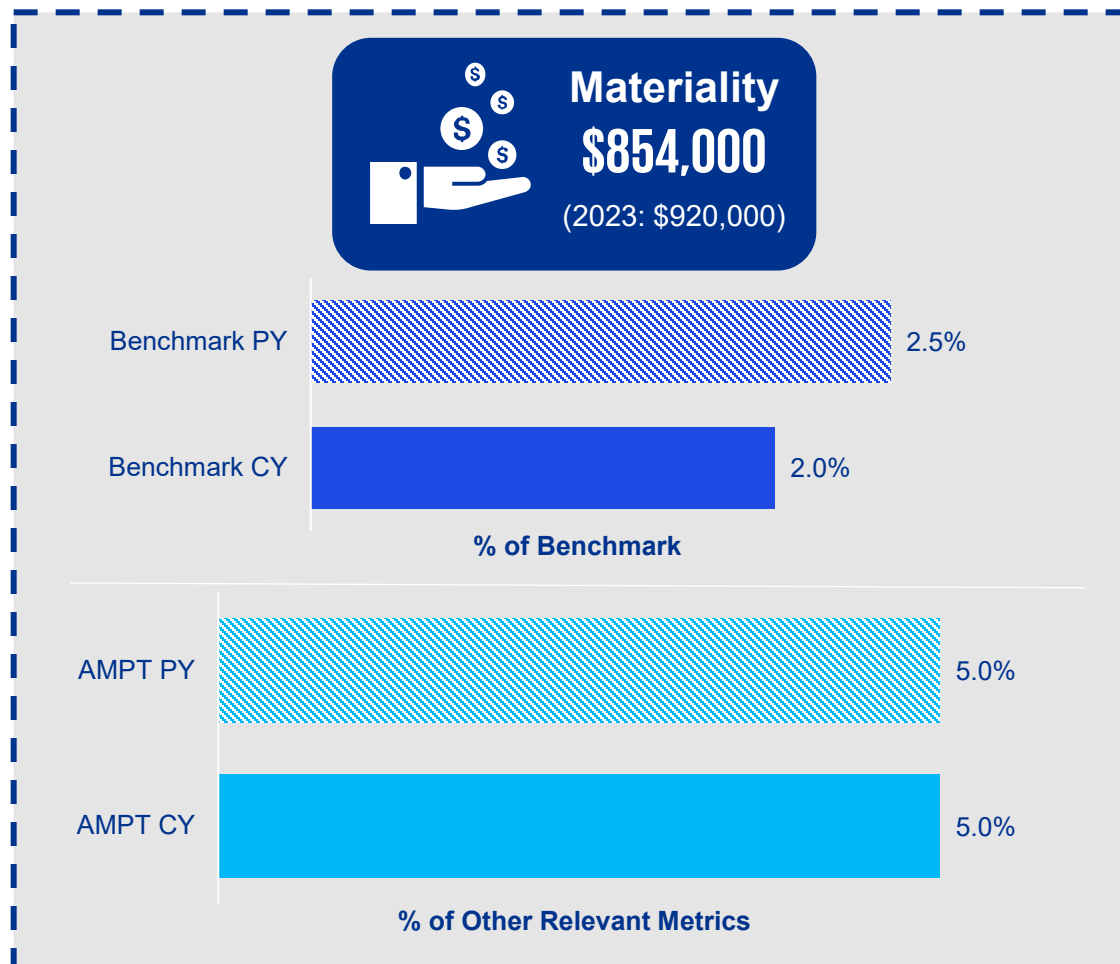 $
$
$
$
Materiality
$854,000
(2023: $920,000)
Benchmark PY
2.5%
Benchmark CY
2.0%
% of Benchmark
AMPT PY
5.0%
AMPT CY
5.0%
% of Other Relevant Metrics